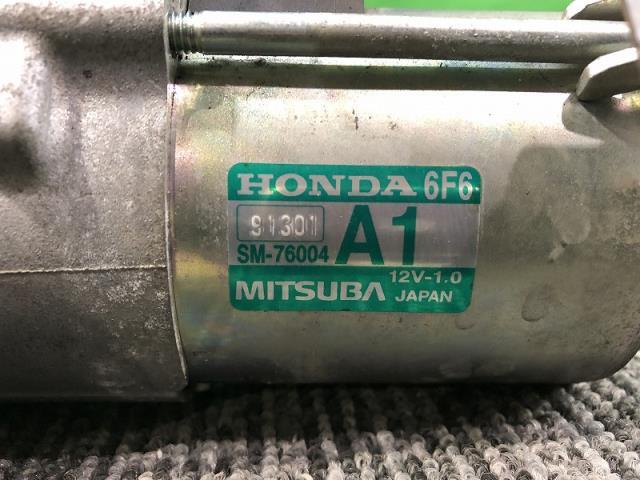 HONDA 6F6
91301
A1
SM-76004
12V-1.0
MITSUBA JAPAN